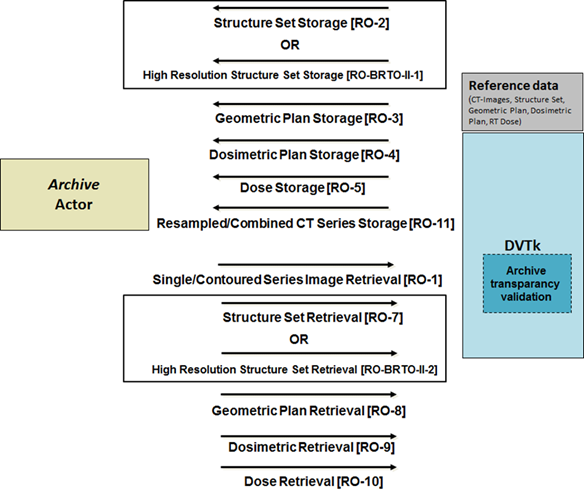 Structure Set Storage [RO-2]
OR
High Resolution Structure Set Storage [RO-BRTO-II-1]
Reference data
(CT-Images, Structure Set,
Geometric Plan, Dosimetric
Plan, RT Dose)
Geometric Plan Storage [RO-3]
Dosimetric Plan Storage [RO-4]
Archive
Actor
Dose Storage [RO-5]
Resampled/Combined CT Series Storage [RO-11]
DVTk
Archive
transparancy
validation
Single/Contoured Series Image Retrieval [RO-1]
Structure Set Retrieval [RO-7]
OR
High Resolution Structure Set Retrieval [RO-BRTO-II-2]
Geometric Plan Retrieval [RO-8]
Dosimetric Retrieval [RO-9]
Dose Retrieval [RO-10]